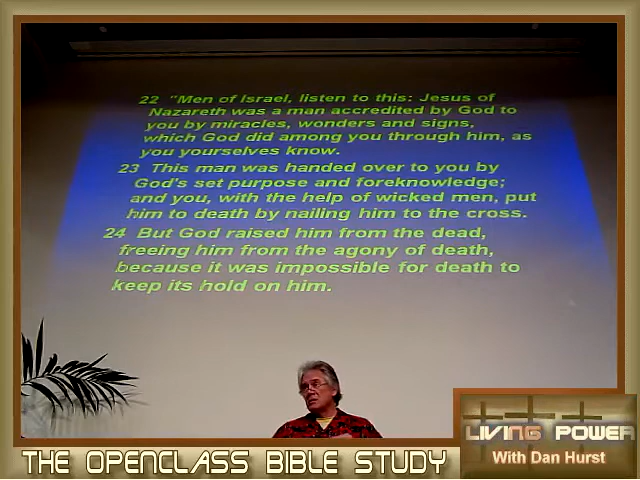 22 "Men of Israel, listen to this: Jesus of
Nazareth was a man accredited by God to
you by miracles, wonders and signs,
which God did among you through him, as
you yourselves know.
23 This man was handed over to you by
God's set purpose and foreknowledge;
and you, with the help of wicked men, put
him to death by nailing him to the cross.
24 But God raised him from the dead,
freeing him from the agony of death,
because it was impossible for death to
keep its hold on him.
LIVING POWER
With Dan Hurst
THE OPENCLASS BIBLE STUDY